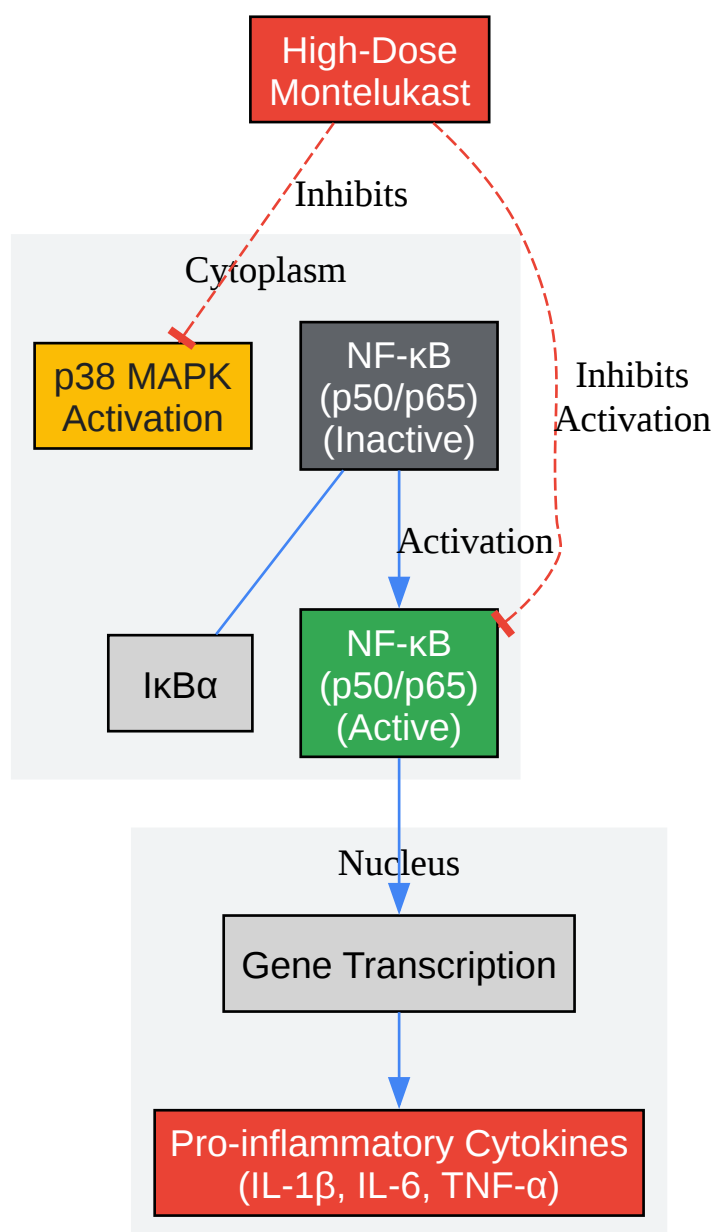 High-Dose
Montelukast
Inhibits
Cytoplasm
p38 MAPK
Activation
NF-κB
(p50/p65)
(Inactive)
Inhibits
Activation
Activation
IκBα
NF-κB
(p50/p65)
(Active)
Nucleus
Gene Transcription
Pro-inflammatory Cytokines
(IL-1β, IL-6, TNF-α)